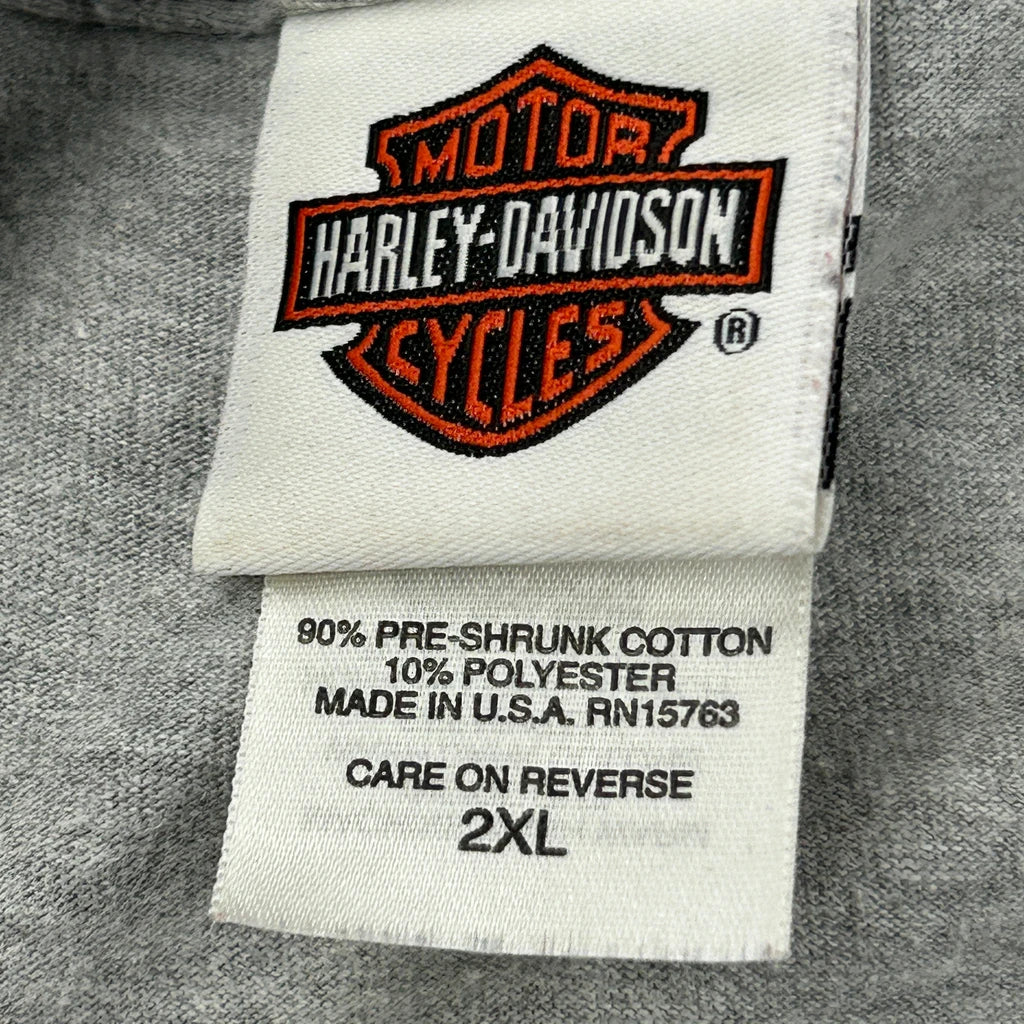 MOTOR
HARLEY-DAVIDSON
CYCLES
®
90% PRE-SHRUNK COTTON
10% POLYESTER
MADE IN U.S.A. RN15763
CARE ON REVERSE
2XL